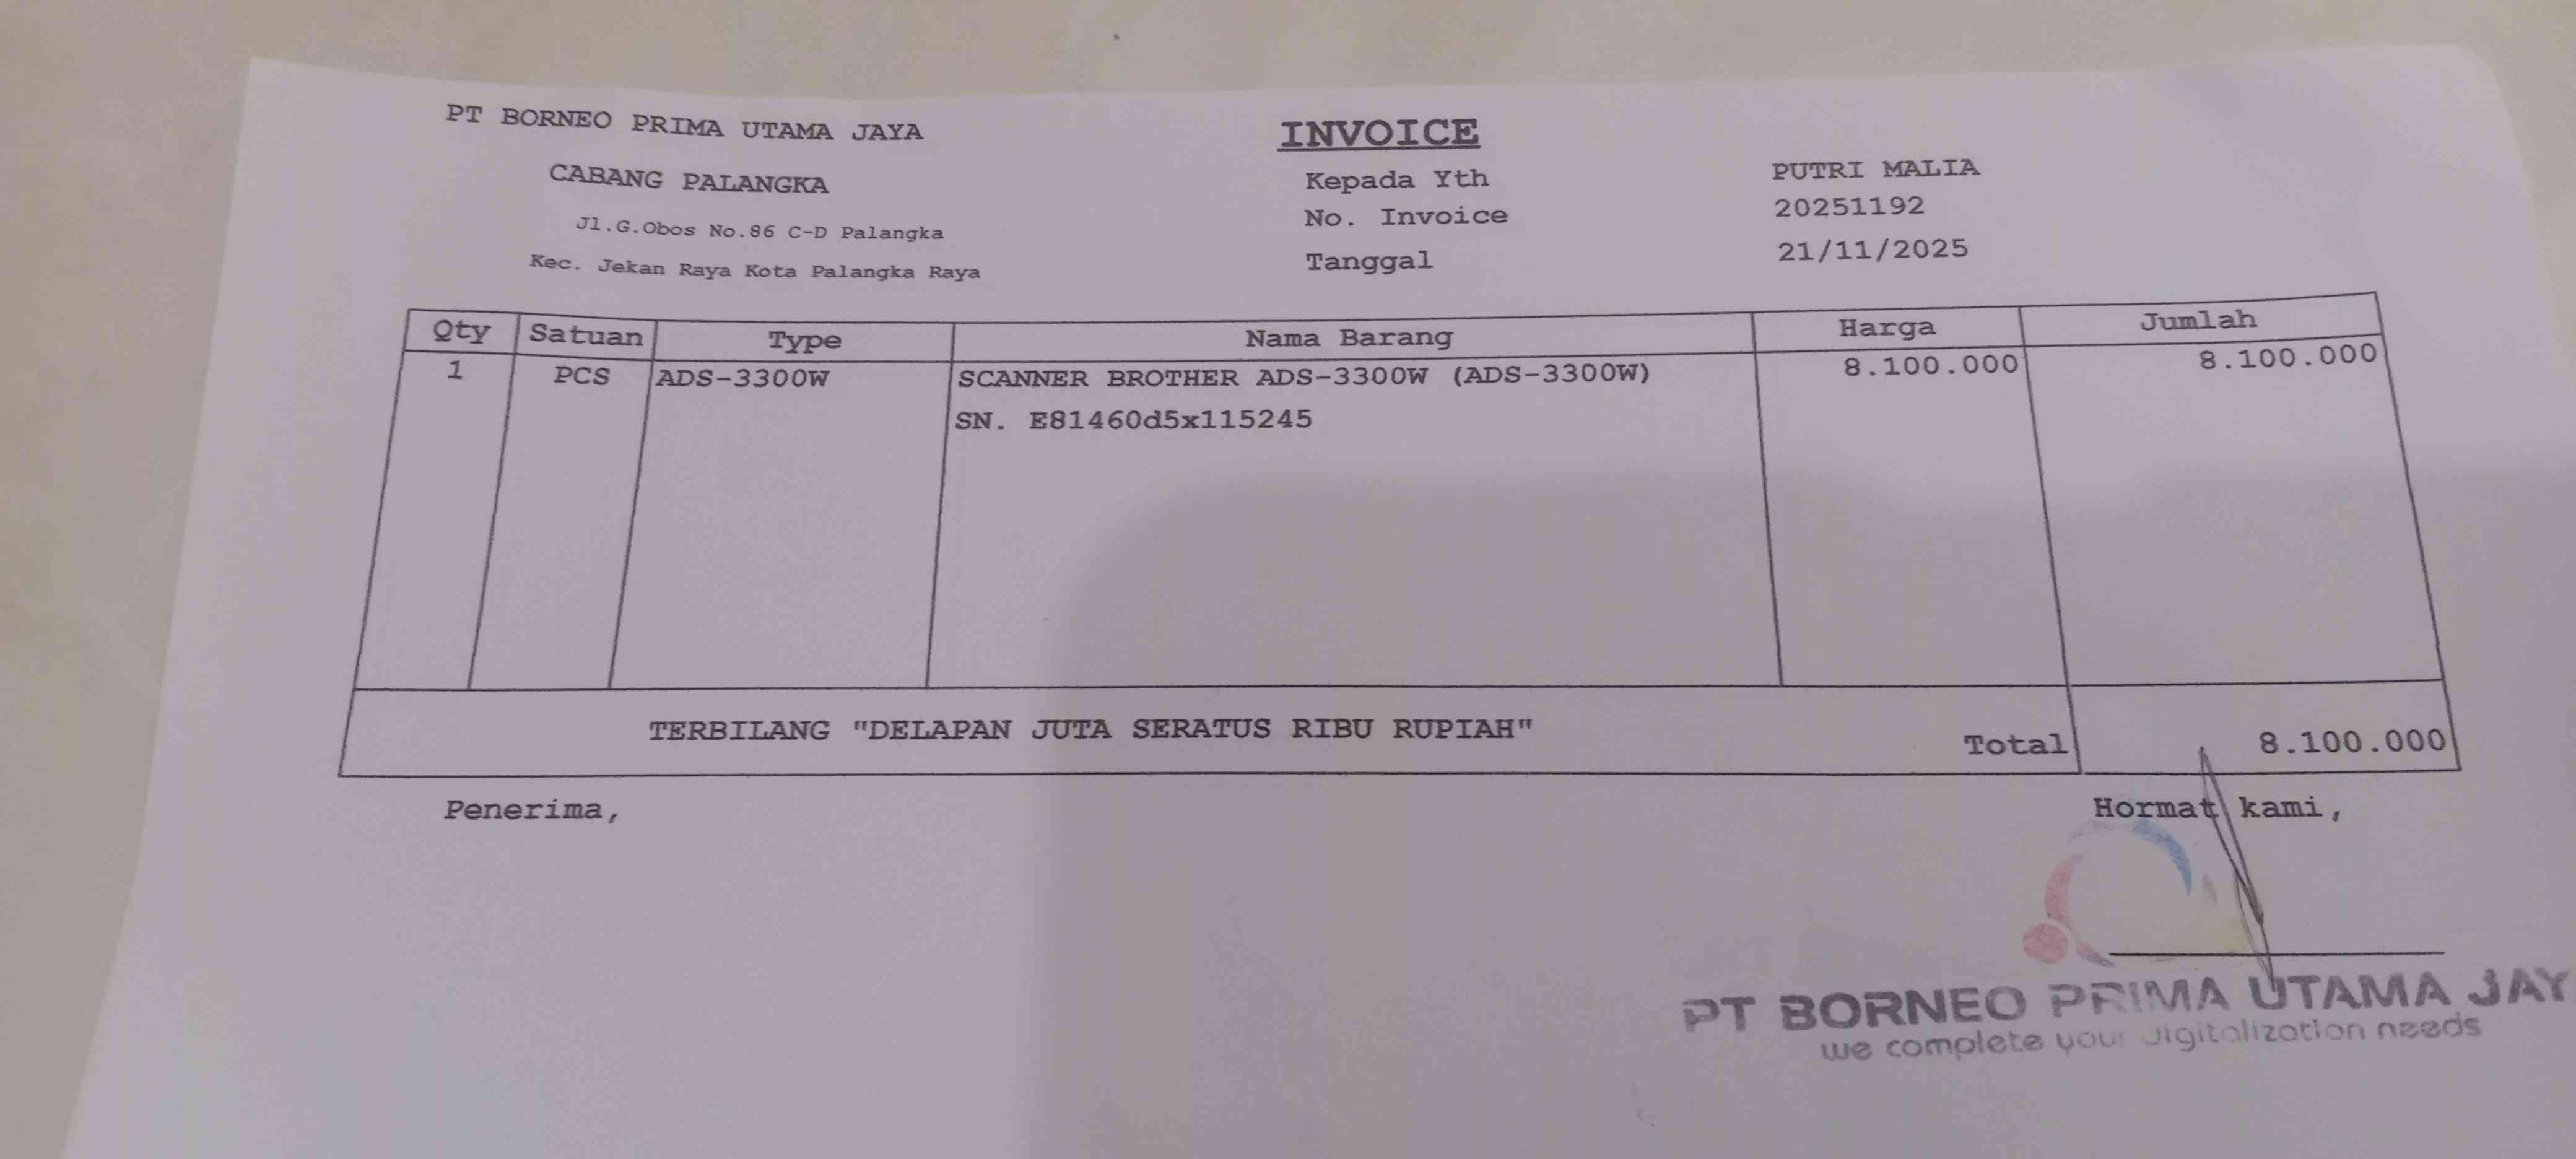 PT BORNEO PRIMA UTAMA JAYA
CABANG PALANGKA
Jl.G.Obos No.86 C-D Palangka
Kec. Jekan Raya Kota Palangka Raya
INVOICE
Kepada Yth PUTRI MALIA
No. Invoice 20251192
Tanggal 21/11/2025
Qty Satuan Type Nama Barang Harga Jumlah
1 PCS ADS-3300W SCANNER BROTHER ADS-3300W (ADS-3300W) 8.100.000 8.100.000
SN. E81460d5x115245
TERBILANG "DELAPAN JUTA SERATUS RIBU RUPIAH" Total 8.100.000
Penerima, Hormat kami,
PT BORNEO PRIMA UTAMA JAY
we complete your digitalization needs